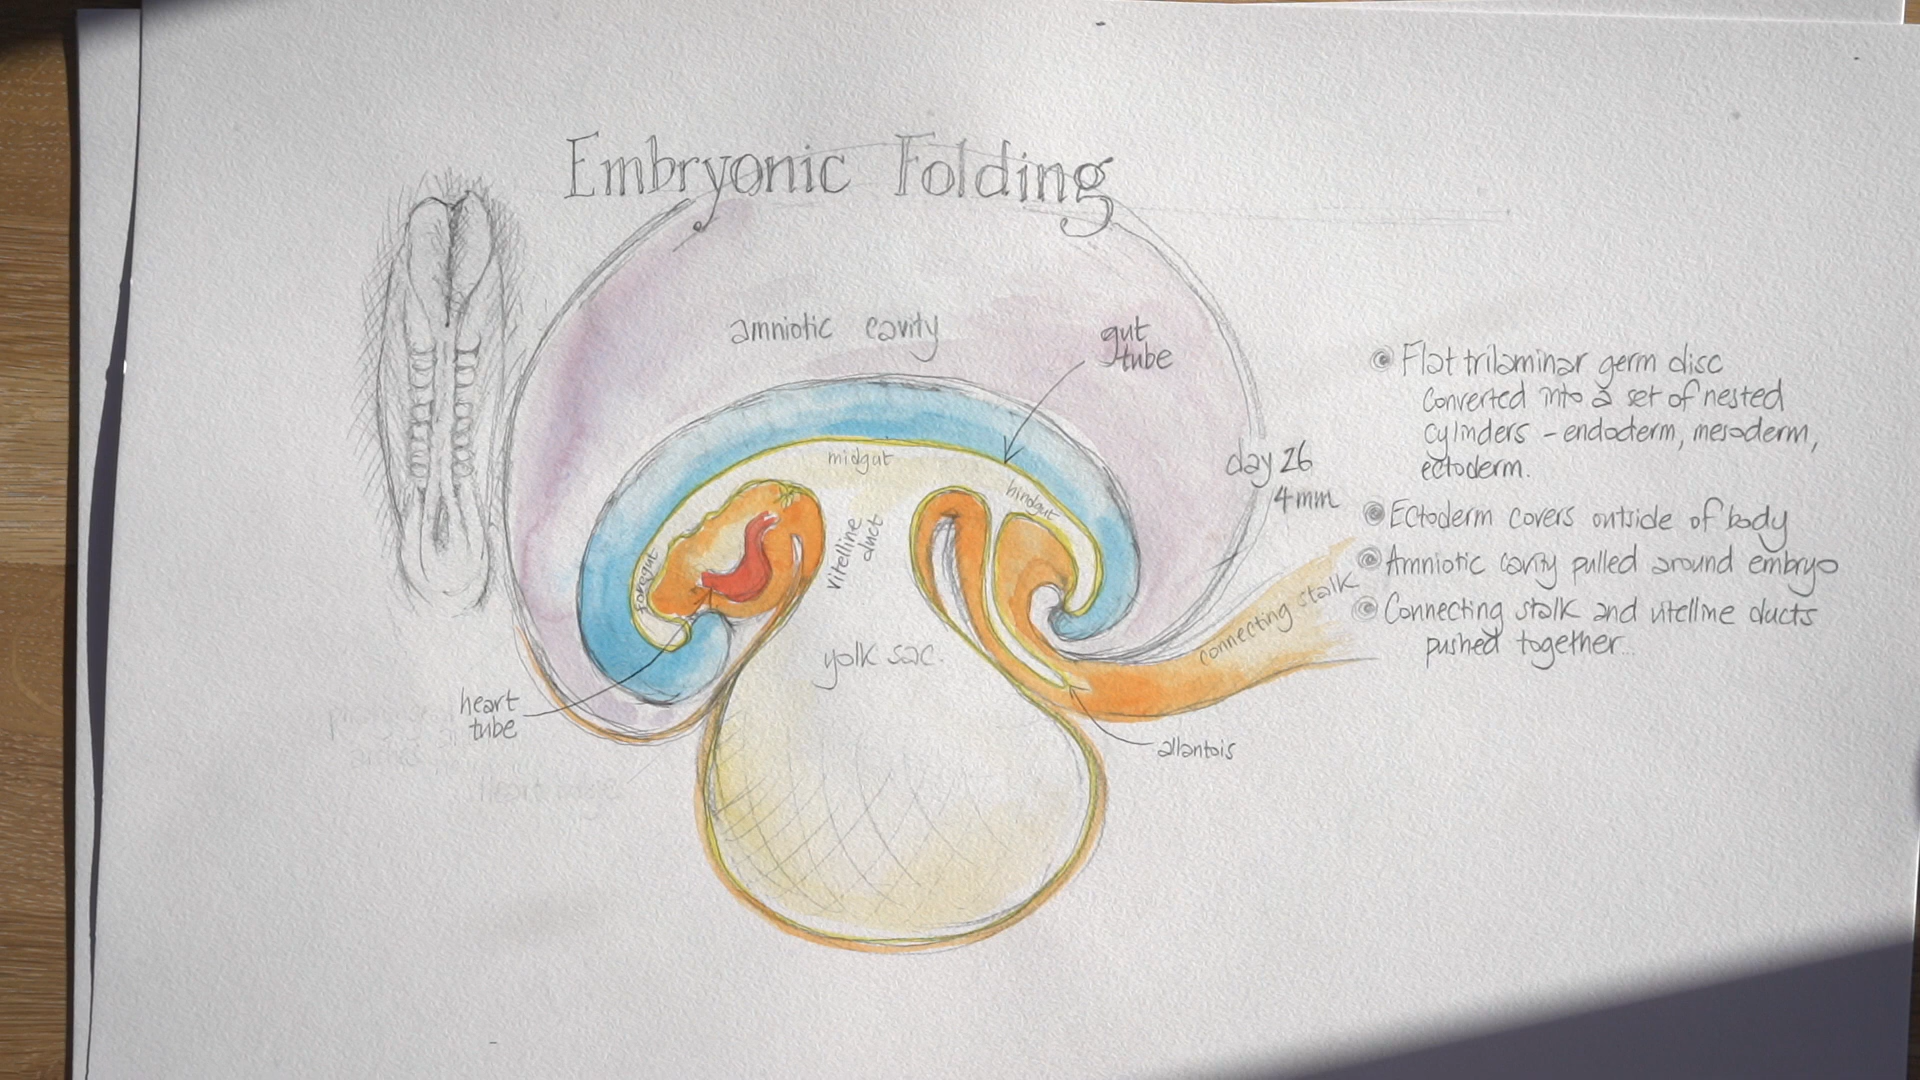 Embryonic Folding
amniotic cavity
gut
tube
midgut
hindgut
foregut
vitelline
duct
yolk sac.
heart
tube
allantois
connecting stalk
day 26
4mm
Flat trilaminar germ disc
converted into a set of nested
cylinders - endoderm, mesoderm,
ectoderm.
Ectoderm covers outside of body
Amniotic cavity pulled around embryo
Connecting stalk and vitelline ducts
pushed together...